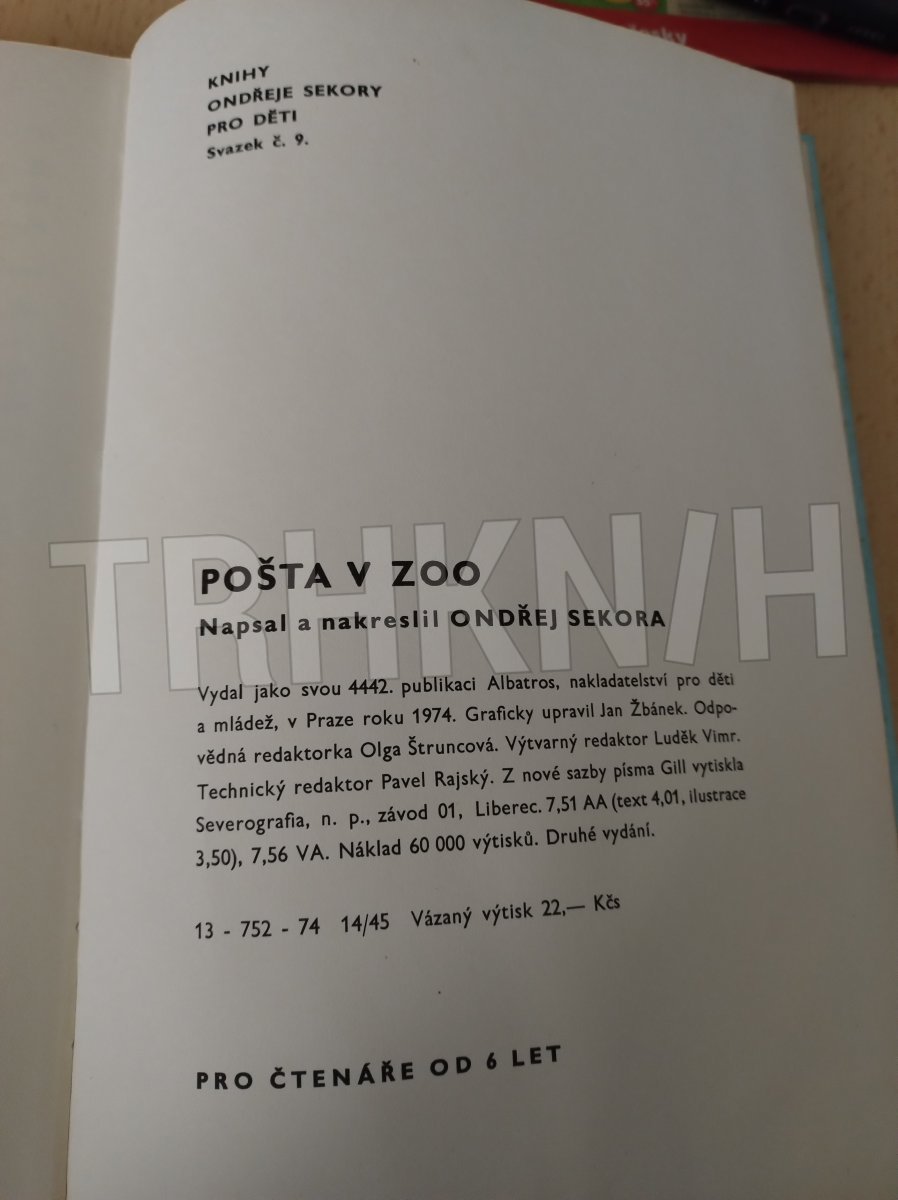 česky
KNIHY
ONDŘEJE SEKORY
PRO DĚTI
Svazek č. 9.
TRHKN/H
POŠTA V ZOO
Napsal a nakreslil ONDŘEJ SEKORA
Vydal jako svou 4442. publikaci Albatros, nakladatelství pro děti
a mládež, v Praze roku 1974. Graficky upravil Jan Žbánek. Odpo-
vědná redaktorka Olga Štruncová. Výtvarný redaktor Luděk Vimr.
Technický redaktor Pavel Rajský. Z nové sazby písma Gill vytiskla
Severografia, n. p., závod 01, Liberec. 7,51 AA (text 4,01, ilustrace
3,50), 7,56 VA. Náklad 60 000 výtisků. Druhé vydání.
13 - 752 - 74 14/45 Vázaný výtisk 22,— Kčs
PRO ČTENÁŘE OD 6 LET